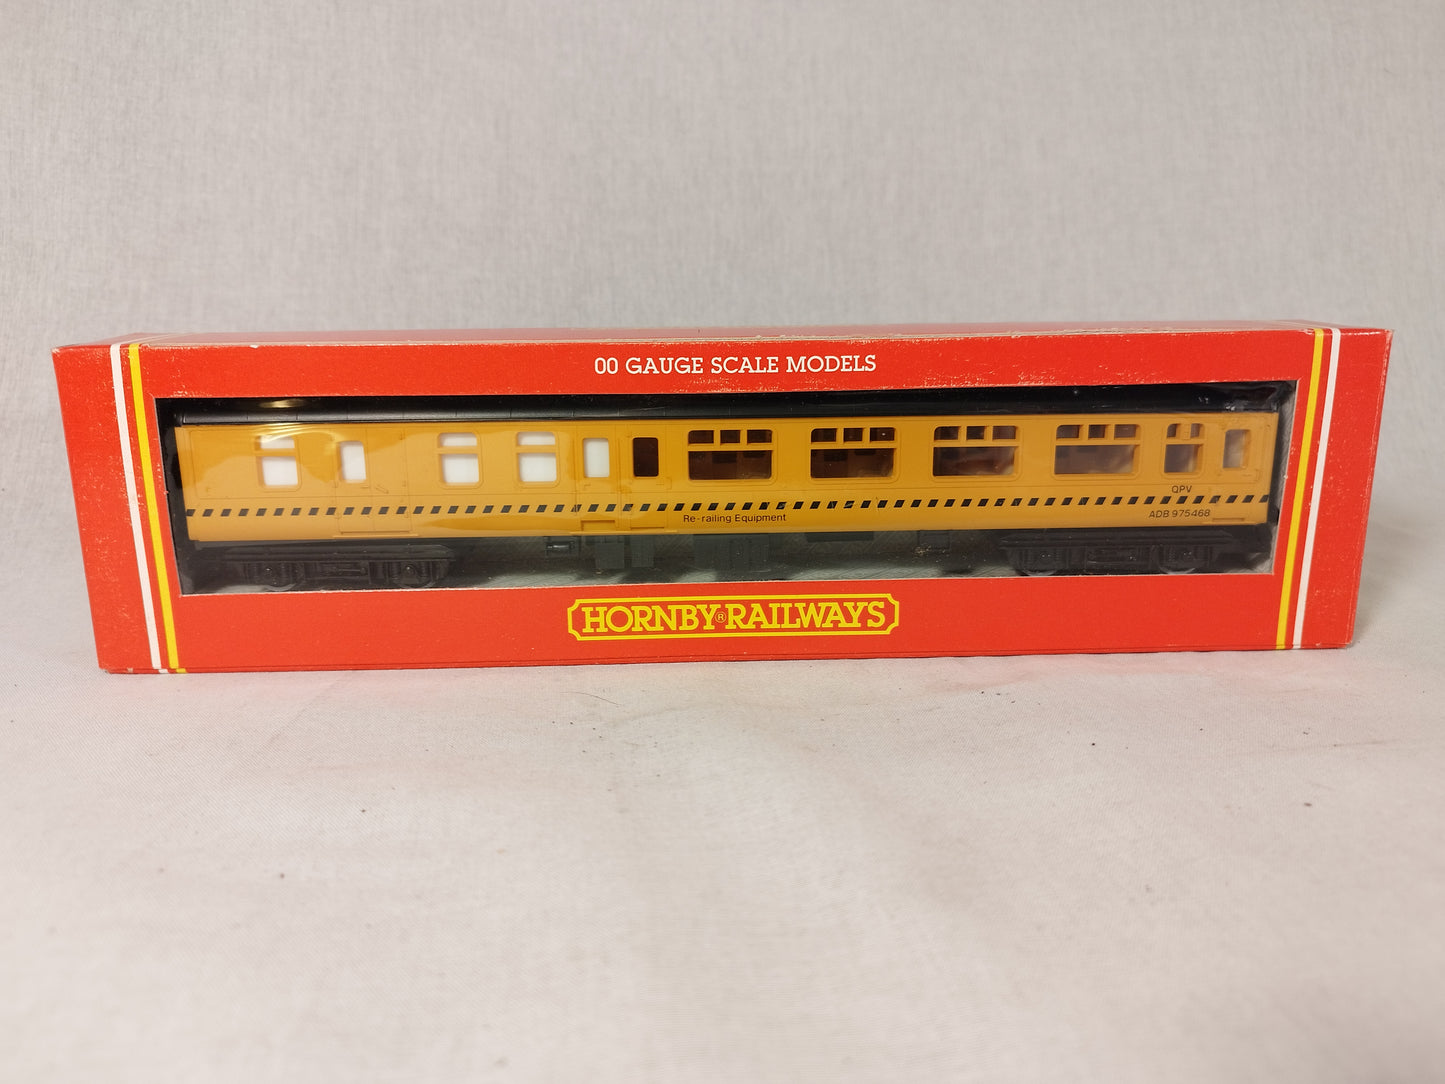 00 GAUGE SCALE MODELS
QPV
Re-railing Equipment
ADB 975468
HORNBY® RAILWAYS